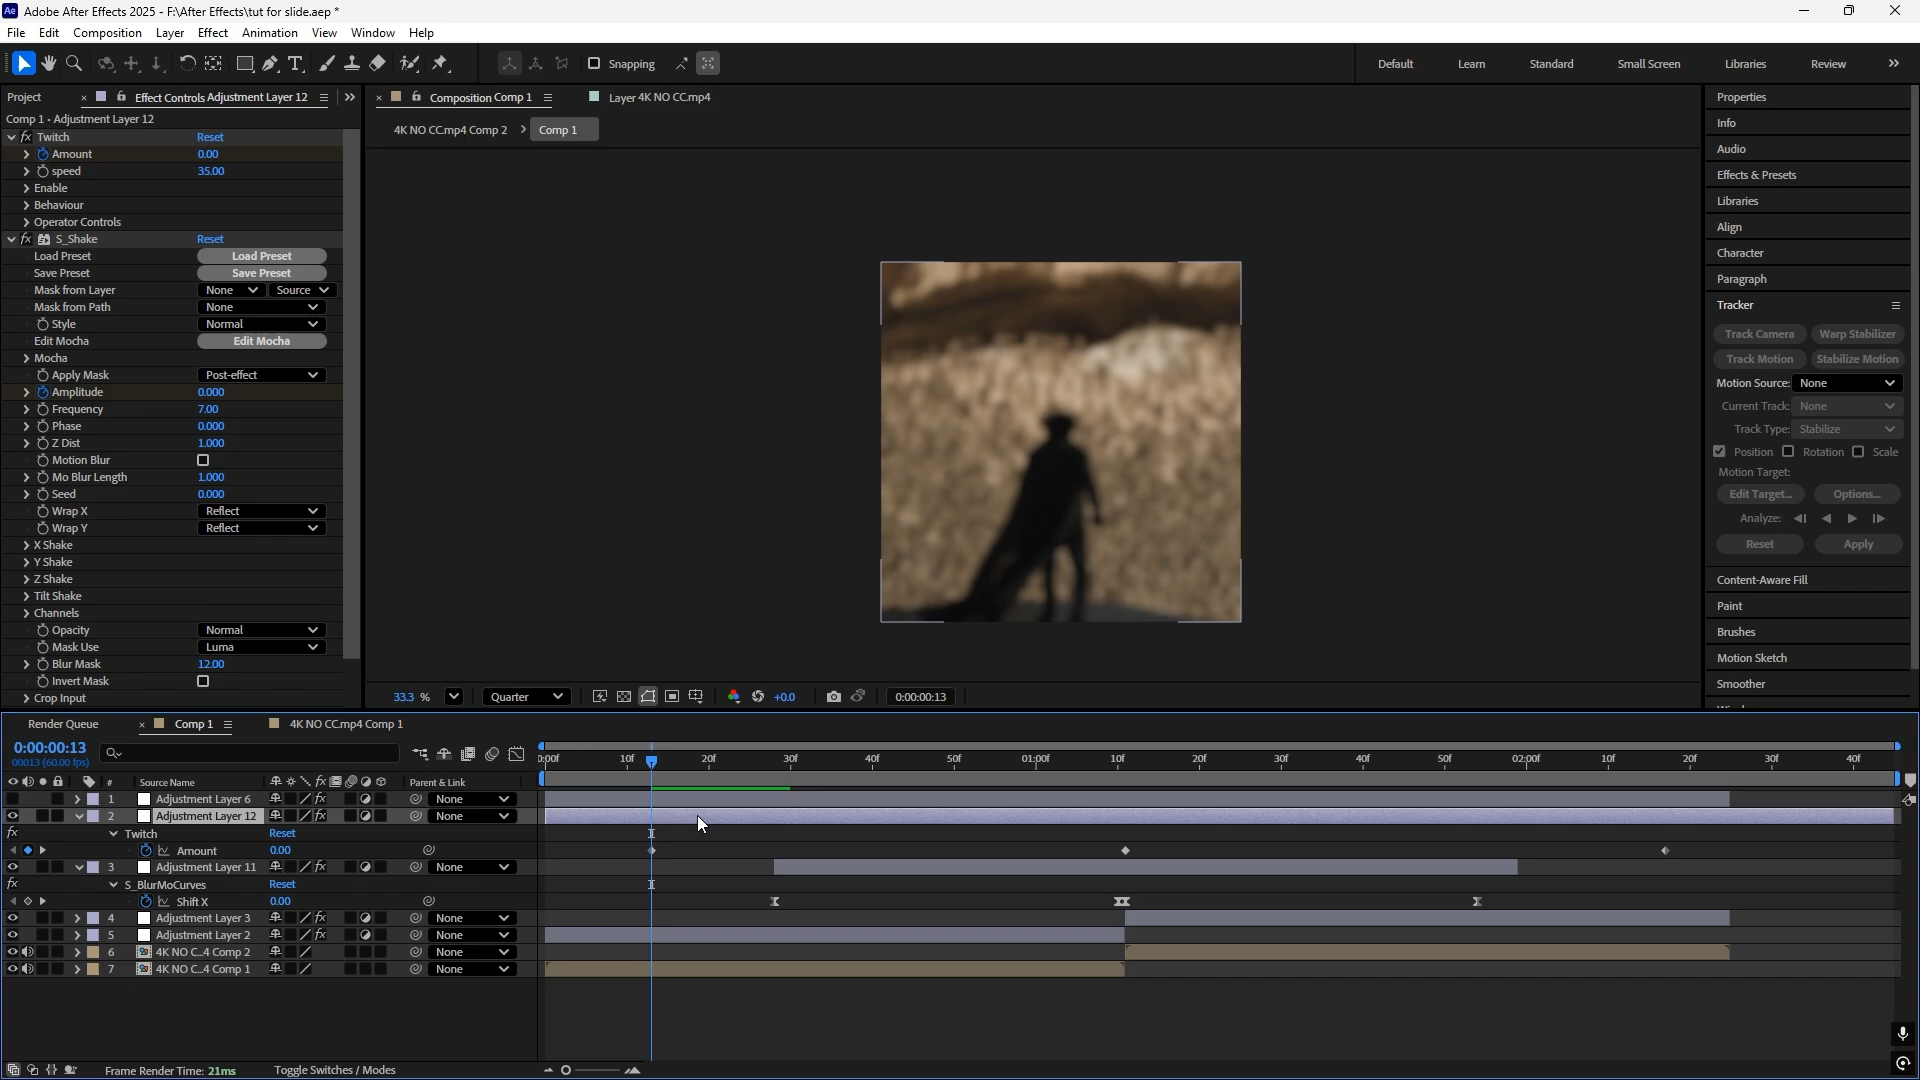 Adobe After Effects 2025 - F:\After Effects\tut for slide.aep *
File Edit Composition Layer Effect Animation View Window Help
Snapping Default Learn Standard Small Screen Libraries Review
Project Effect Controls Adjustment Layer 12 Composition Comp 1 Layer 4K NO CC.mp4
Comp 1 • Adjustment Layer 12
4K NO CC.mp4 Comp 2 Comp 1
Twitch Reset
Amount 0.00
speed 35.00
Enable
Behaviour
Operator Controls
S_Shake Reset
Load Preset Load Preset
Save Preset Save Preset
Mask from Layer None Source
Mask from Path None
Style Normal
Edit Mocha Edit Mocha
Mocha
Apply Mask Post-effect
Amplitude 0.000
Frequency 7.00
Phase 0.000
Z Dist 1.000
Motion Blur
Mo Blur Length 1.000
Seed 0.000
Wrap X Reflect
Wrap Y Reflect
X Shake
Y Shake
Z Shake
Tilt Shake
Channels
Opacity Normal
Mask Use Luma
Blur Mask 12.00
Invert Mask
Crop Input
33.3 % Quarter +0.0 0:00:00:13
Properties
Info
Audio
Effects & Presets
Libraries
Align
Character
Paragraph
Tracker
Track Camera Warp Stabilizer
Track Motion Stabilize Motion
Motion Source: None
Current Track: None
Track Type: Stabilize
Position Rotation Scale
Motion Target:
Edit Target... Options...
Analyze:
Reset Apply
Content-Aware Fill
Paint
Brushes
Motion Sketch
Smoother
Render Queue Comp 1 4K NO CC.mp4 Comp 1
0:00:00:13
00013 (60.00 fps)
0:00f 10f 20f 30f 40f 50f 01:00f 10f 20f 30f 40f 50f 02:00f 10f 20f 30f 40f
# Source Name Parent & Link
1 Adjustment Layer 6 None
2 Adjustment Layer 12 None
Twitch Reset
Amount 0.00
3 Adjustment Layer 11 None
S_BlurMoCurves Reset
Shift X 0.00
4 Adjustment Layer 3 None
5 Adjustment Layer 2 None
6 4K NO C...4 Comp 2 None
7 4K NO C...4 Comp 1 None
Frame Render Time: 21ms Toggle Switches / Modes